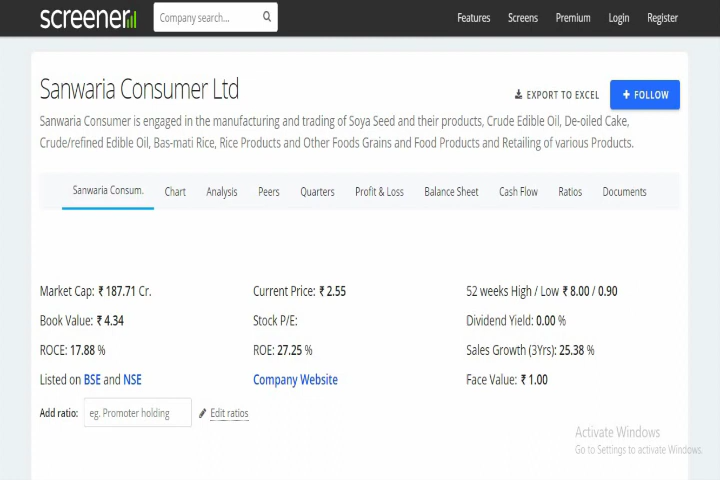 screener
Company search...
Features Screens Premium Login Register
Sanwaria Consumer Ltd
EXPORT TO EXCEL
+ FOLLOW
Sanwaria Consumer is engaged in the manufacturing and trading of Soya Seed and their products, Crude Edible Oil, De-oiled Cake,
Crude/refined Edible Oil, Bas-mati Rice, Rice Products and Other Foods Grains and Food Products and Retailing of various Products.
Sanwaria Consum. Chart Analysis Peers Quarters Profit & Loss Balance Sheet Cash Flow Ratios Documents
Market Cap: ₹ 187.71 Cr. Current Price: ₹ 2.55 52 weeks High / Low ₹ 8.00 / 0.90
Book Value: ₹ 4.34 Stock P/E: Dividend Yield: 0.00 %
ROCE: 17.88 % ROE: 27.25 % Sales Growth (3Yrs): 25.38 %
Listed on BSE and NSE Company Website Face Value: ₹ 1.00
Add ratio: eg. Promoter holding Edit ratios
Activate Windows
Go to Settings to activate Windows.